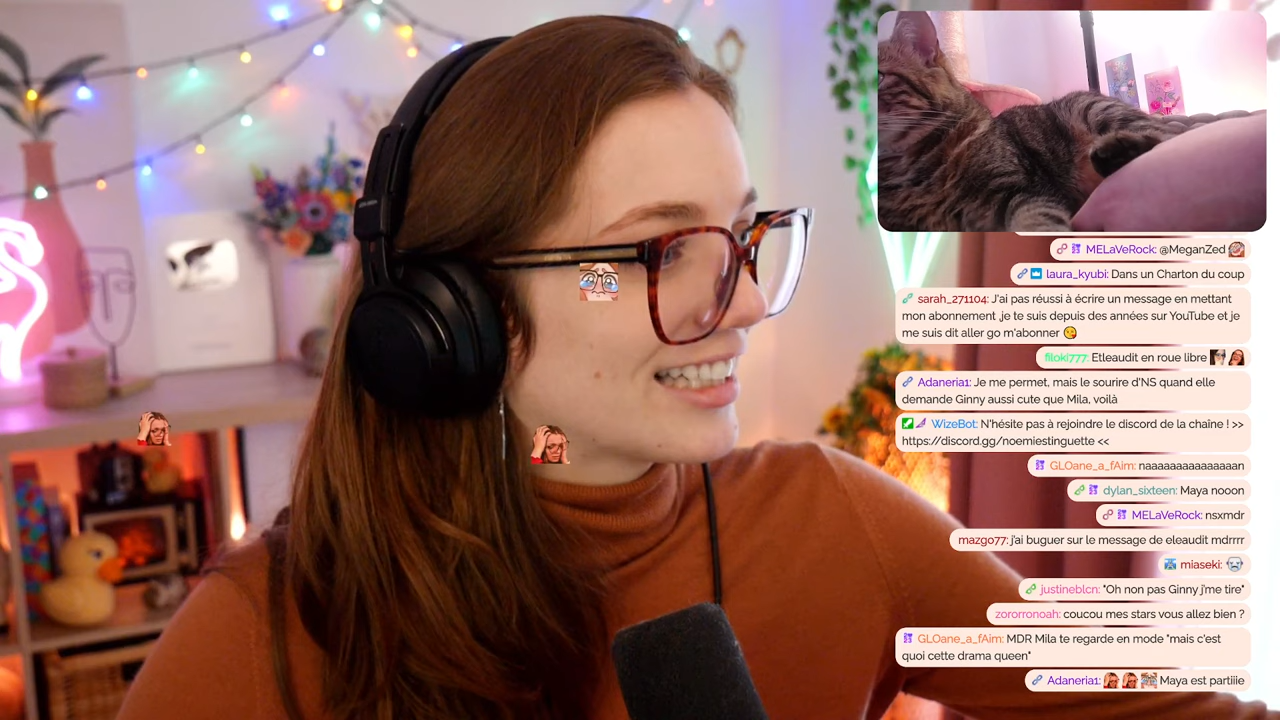 MELaVeRock: @MeganZed
laura_kyubi: Dans un Charton du coup
sarah_271104: J'ai pas réussi à écrire un message en mettant
mon abonnement ,je te suis depuis des années sur YouTube et je
me suis dit aller go m'abonner
filoki777: Etleaudit en roue libre
Adaneria1: Je me permet, mais le sourire d'NS quand elle
demande Ginny aussi cute que Mila, voilà
WizeBot: N'hésite pas à rejoindre le discord de la chaîne ! >>
https://discord.gg/noemiestinguette <<
GLOane_a_fAim: naaaaaaaaaaaaaan
dylan_sixteen: Maya nooon
MELaVeRock: nsxmdr
mazgo77: j'ai buguer sur le message de eleaudit mdrrrr
miaseki:
justineblcn: "Oh non pas Ginny j'me tire"
zororronoah: coucou mes stars vous allez bien ?
GLOane_a_fAim: MDR Mila te regarde en mode "mais c'est
quoi cette drama queen"
Adaneria1: Maya est partiiie